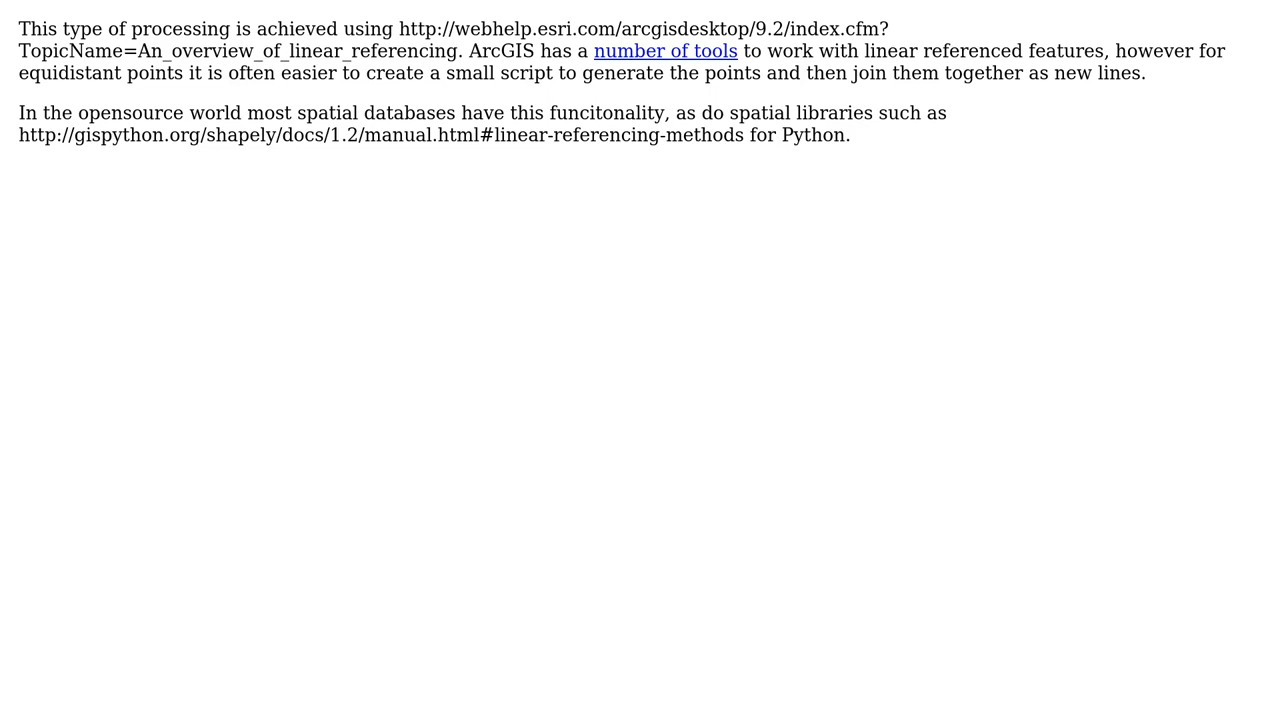 This type of processing is achieved using http://webhelp.esri.com/arcgisdesktop/9.2/index.cfm?
TopicName=An_overview_of_linear_referencing. ArcGIS has a number of tools to work with linear referenced features, however for
equidistant points it is often easier to create a small script to generate the points and then join them together as new lines.
In the opensource world most spatial databases have this funcitonality, as do spatial libraries such as
http://gispython.org/shapely/docs/1.2/manual.html#linear-referencing-methods for Python.